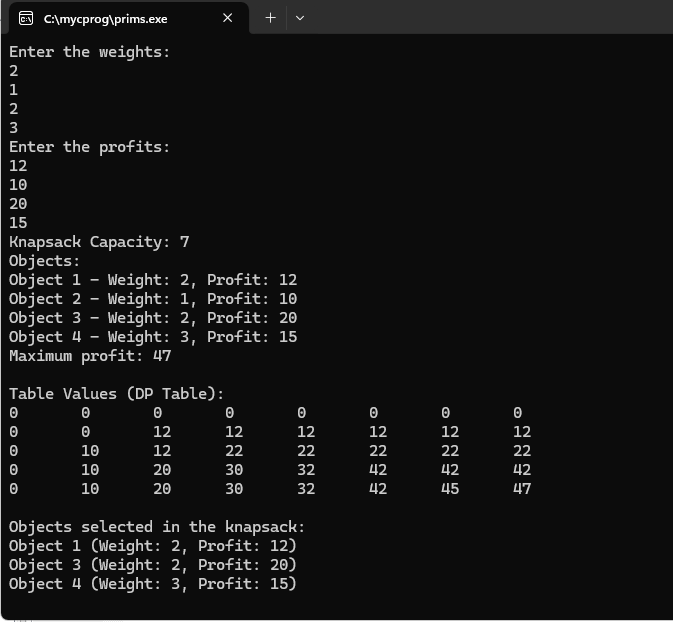 C:\mycprog\prims.exe
Enter the weights:
2
1
2
3
Enter the profits:
12
10
20
15
Knapsack Capacity: 7
Objects:
Object 1 - Weight: 2, Profit: 12
Object 2 - Weight: 1, Profit: 10
Object 3 - Weight: 2, Profit: 20
Object 4 - Weight: 3, Profit: 15
Maximum profit: 47
Table Values (DP Table):
0 0 0 0 0 0 0 0
0 0 12 12 12 12 12 12
0 10 12 22 22 22 22 22
0 10 20 30 32 42 42 42
0 10 20 30 32 42 45 47
Objects selected in the knapsack:
Object 1 (Weight: 2, Profit: 12)
Object 3 (Weight: 2, Profit: 20)
Object 4 (Weight: 3, Profit: 15)